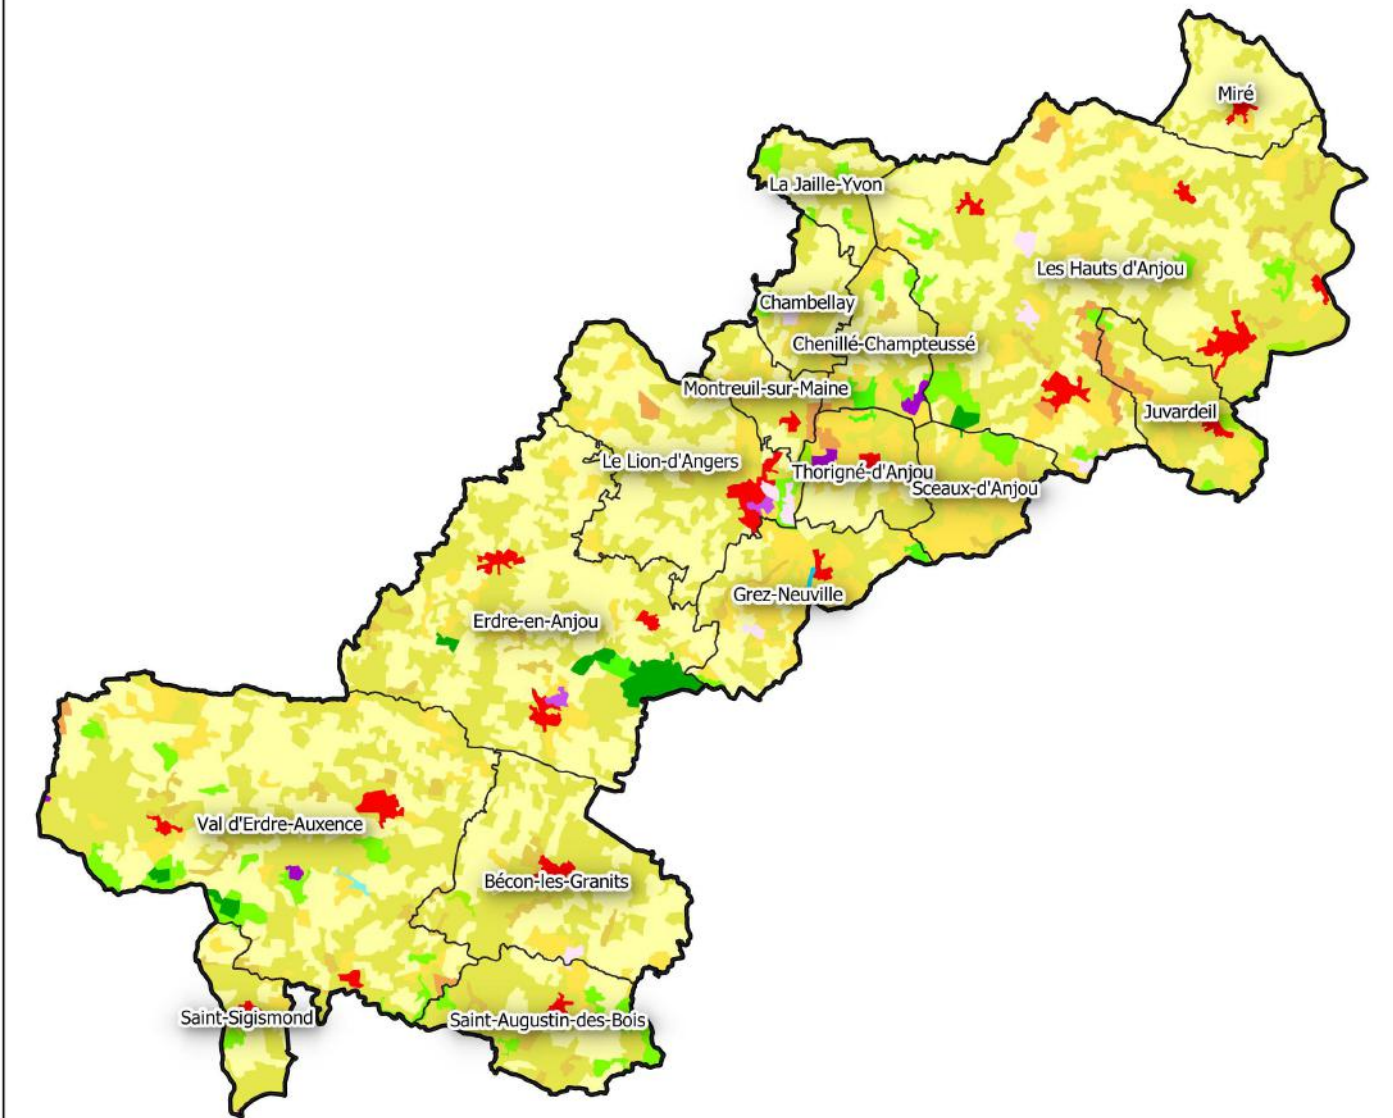 Miré
La Jaille-Yvon
Les Hauts d'Anjou
Chambellay
Chenillé-Champteussé
Montreuil-sur-Maine
Juvardeil
Le Lion-d'Angers
Thorigné-d'Anjou
Sceaux-d'Anjou
Grez-Neuville
Erdre-en-Anjou
Val d'Erdre-Auxence
Bécon-les-Granits
Saint-Sigismond
Saint-Augustin-des-Bois